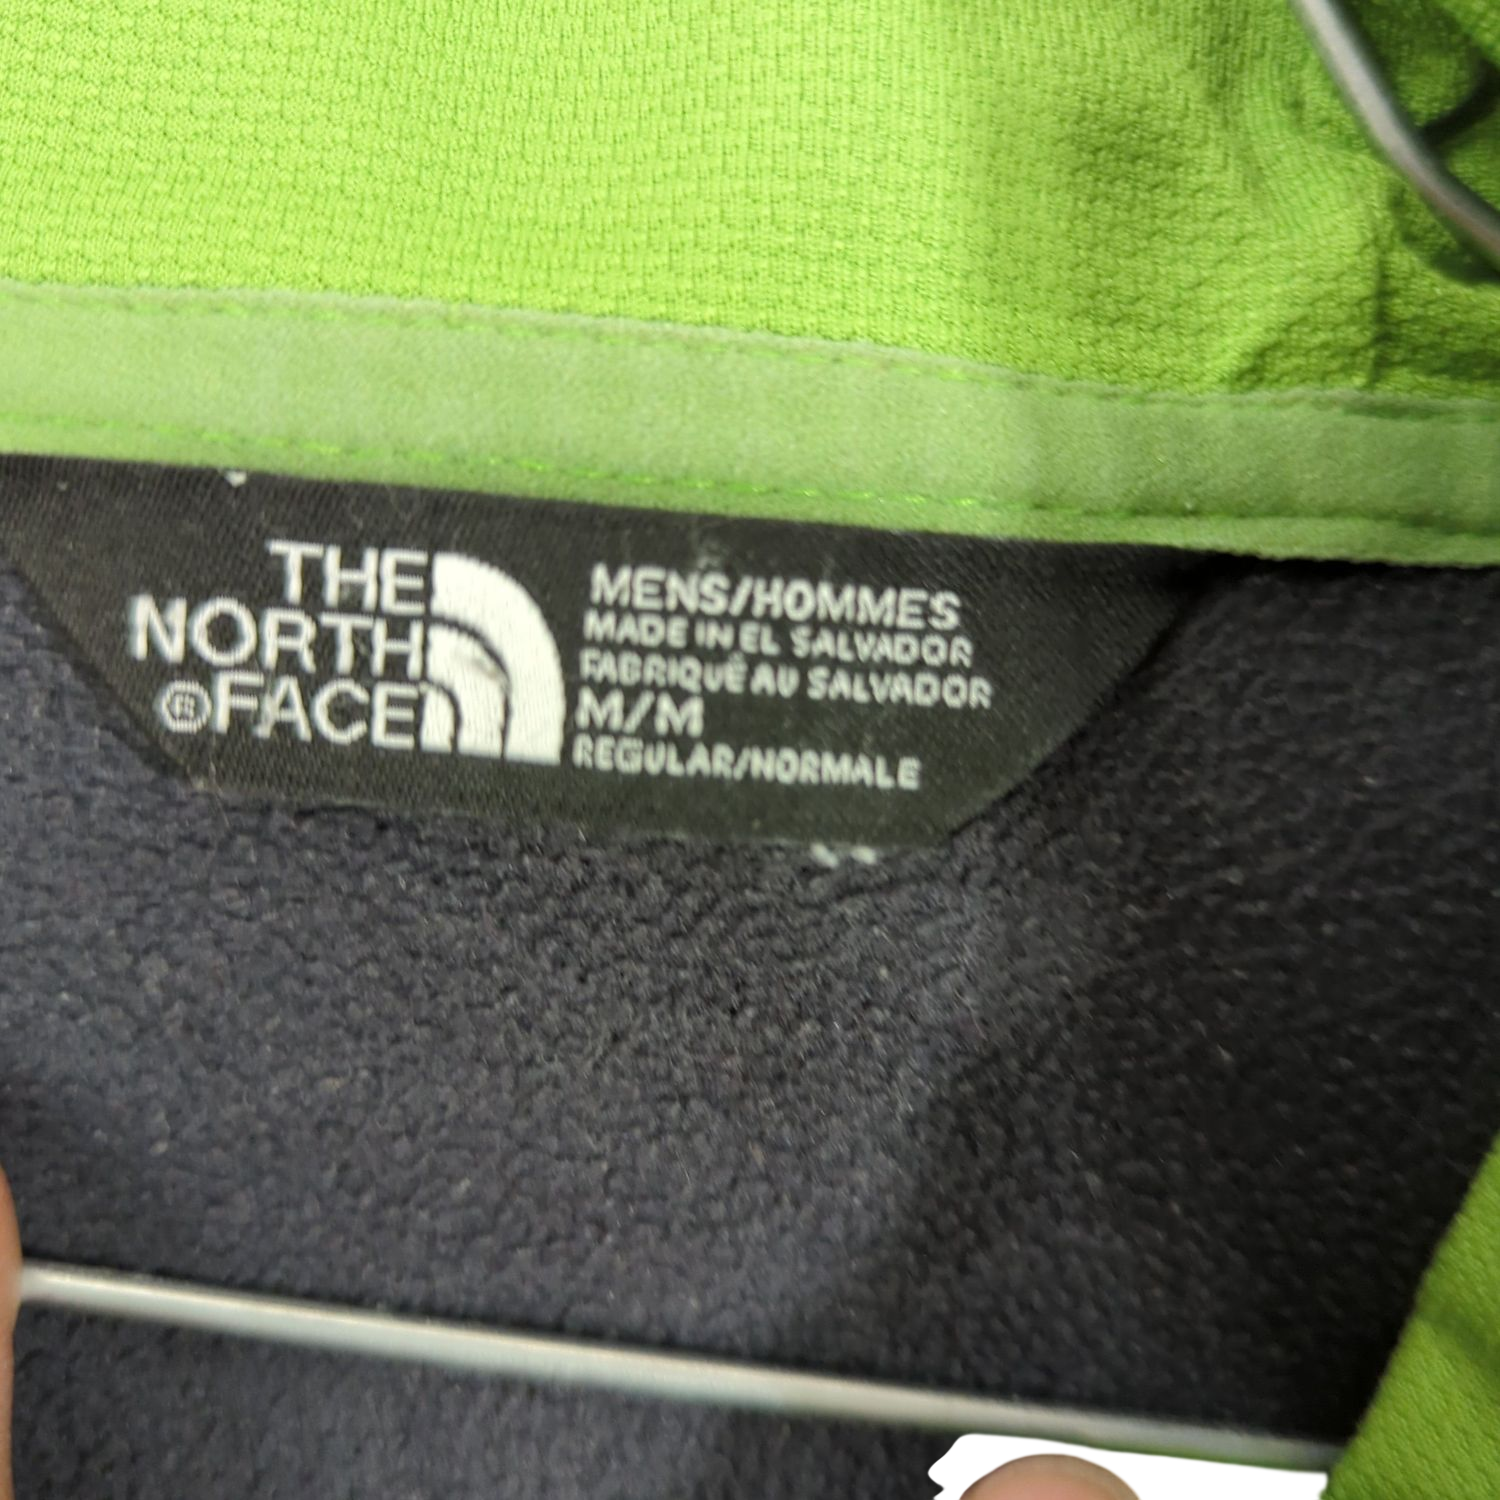 THE
NORTH
FACE
MENS/HOMMES
MADE IN EL SALVADOR
FABRIQUÉ AU SALVADOR
M/M
REGULAR/NORMALE